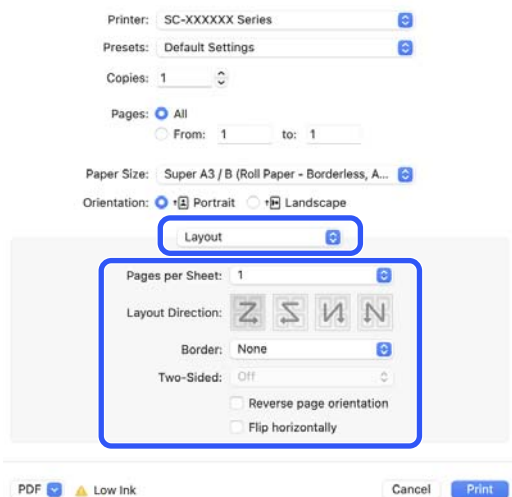 Printer: SC-XXXXXX Series
Presets: Default Settings
Copies: 1
Pages: All
From: 1 to: 1
Paper Size: Super A3 / B (Roll Paper - Borderless, A...
Orientation: Portrait Landscape
Layout
Pages per Sheet: 1
Layout Direction:
Border: None
Two-Sided: Off
Reverse page orientation
Flip horizontally
PDF Low Ink Cancel Print